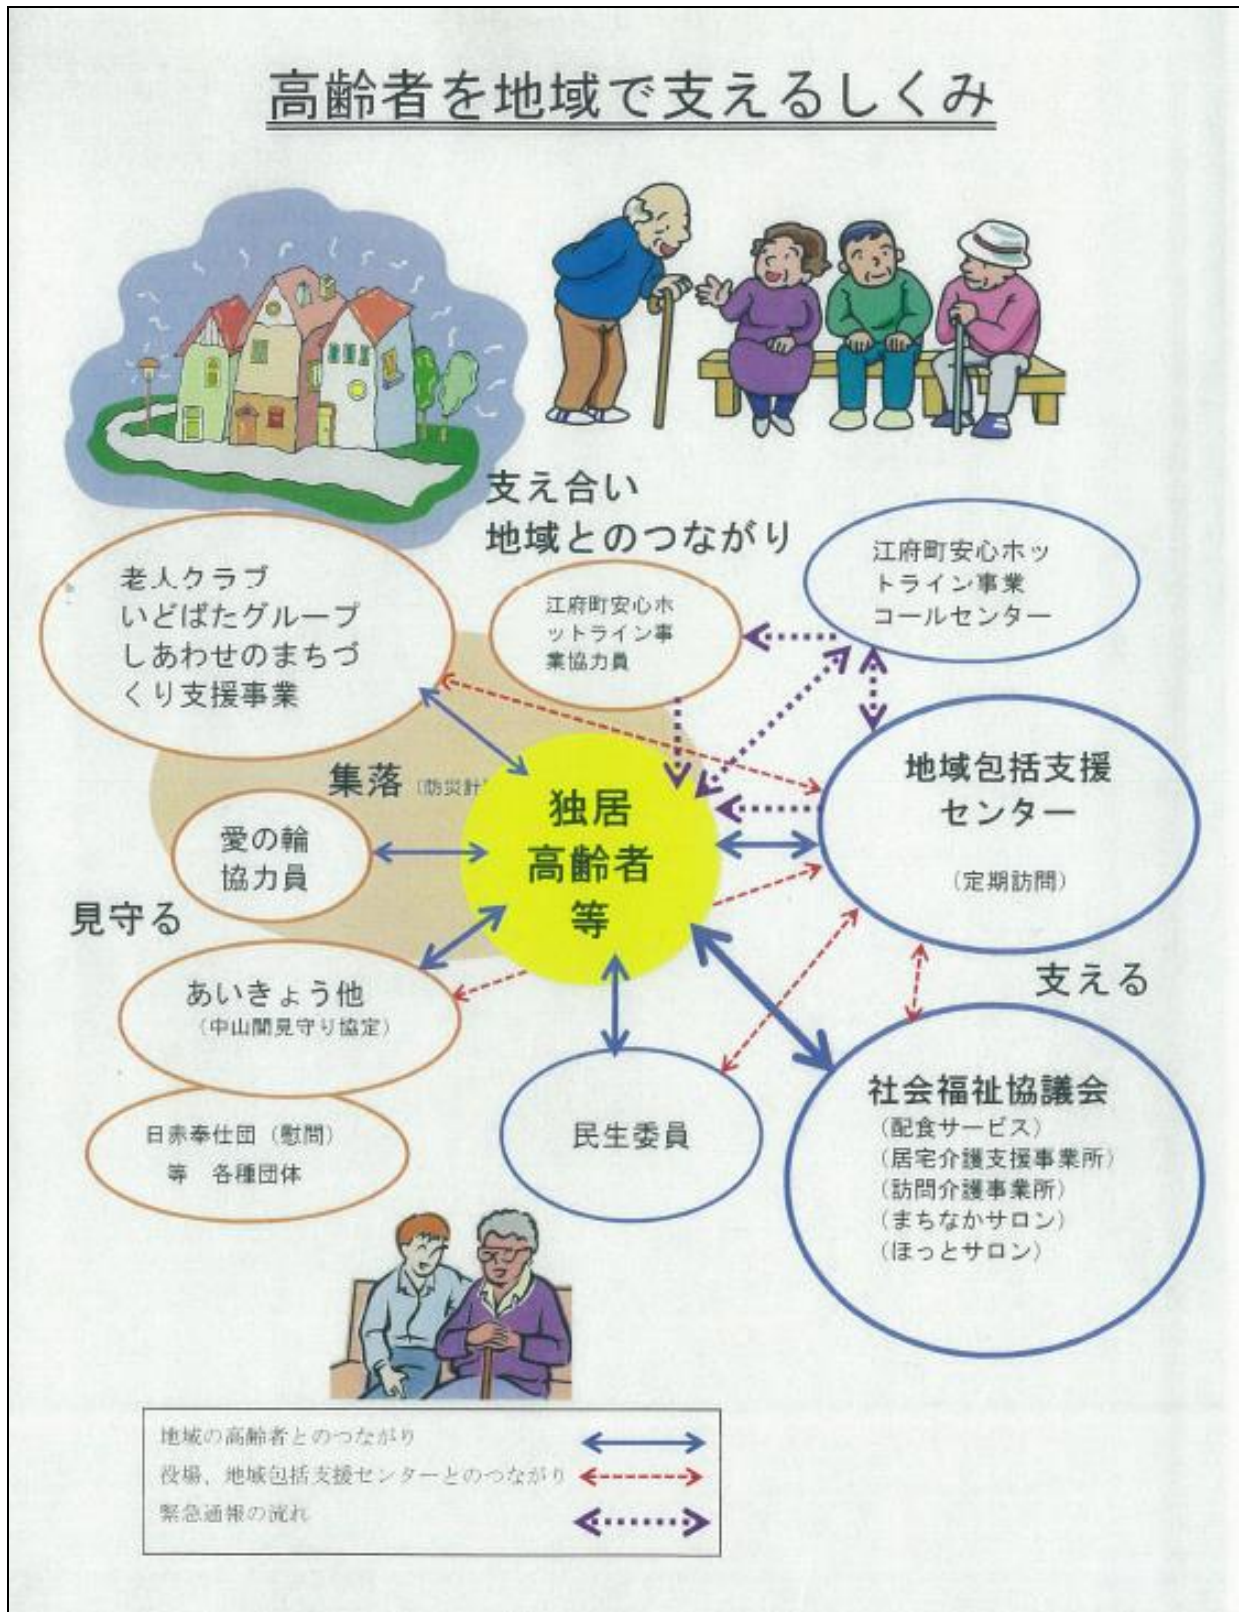 高齢者を地域で支えるしくみ
支え合い
地域とのつながり
老人クラブ
いどばたグループ
しあわせのまちづ
くり支援事業
江府町安心ホ
ットライン事
業協力員
江府町安心ホッ
トライン事業
コールセンター
集落（防災計
独居
高齢者
等
地域包括支援
センター
（定期訪問）
愛の輪
協力員
見守る
あいきょう他
（中山間見守り協定）
支える
日赤奉仕団（慰問）
等　各種団体
民生委員
社会福祉協議会
（配食サービス）
（居宅介護支援事業所）
（訪問介護事業所）
（まちなかサロン）
（ほっとサロン）
地域の高齢者とのつながり
役場、地域包括支援センターとのつながり
緊急通報の流れ